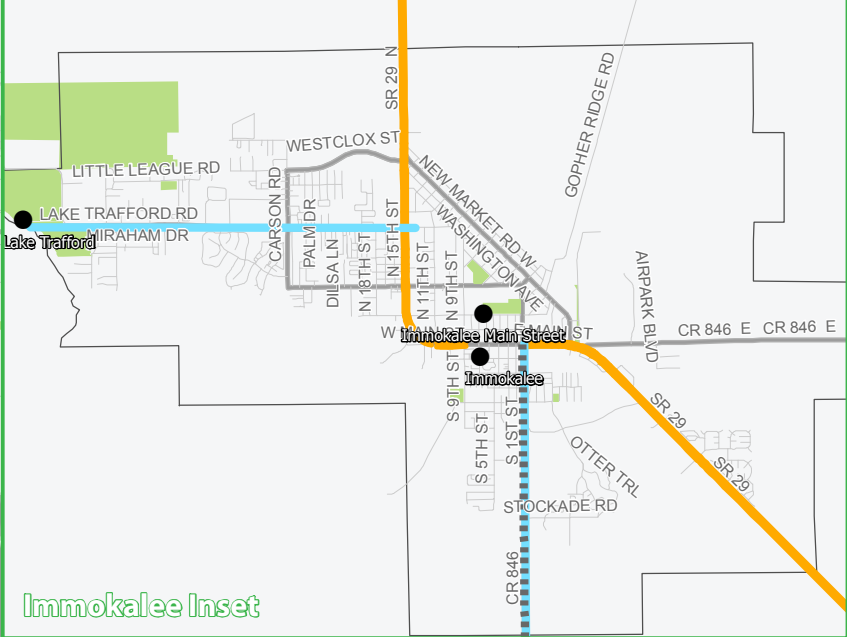 SR 29 N
GOPHER RIDGE RD
WESTCLOX ST
LITTLE LEAGUE RD
NEW MARKET RD W
CARSON RD
LAKE TRAFFORD RD
Lake Trafford
MIRAHAM DR
PALM DR
DILSA LN
N 18TH ST
N 15TH ST
N 11TH ST
N 9TH ST
WASHINGTON AVE
AIRPARK BLVD
E MAIN ST
Immokalee Main Street
CR 846 E
CR 846 E
Immokalee
S 9TH ST
S 5TH ST
S 1ST ST
SR 29
SR 29
OTTER TRL
STOCKADE RD
CR 846
Immokalee Inset